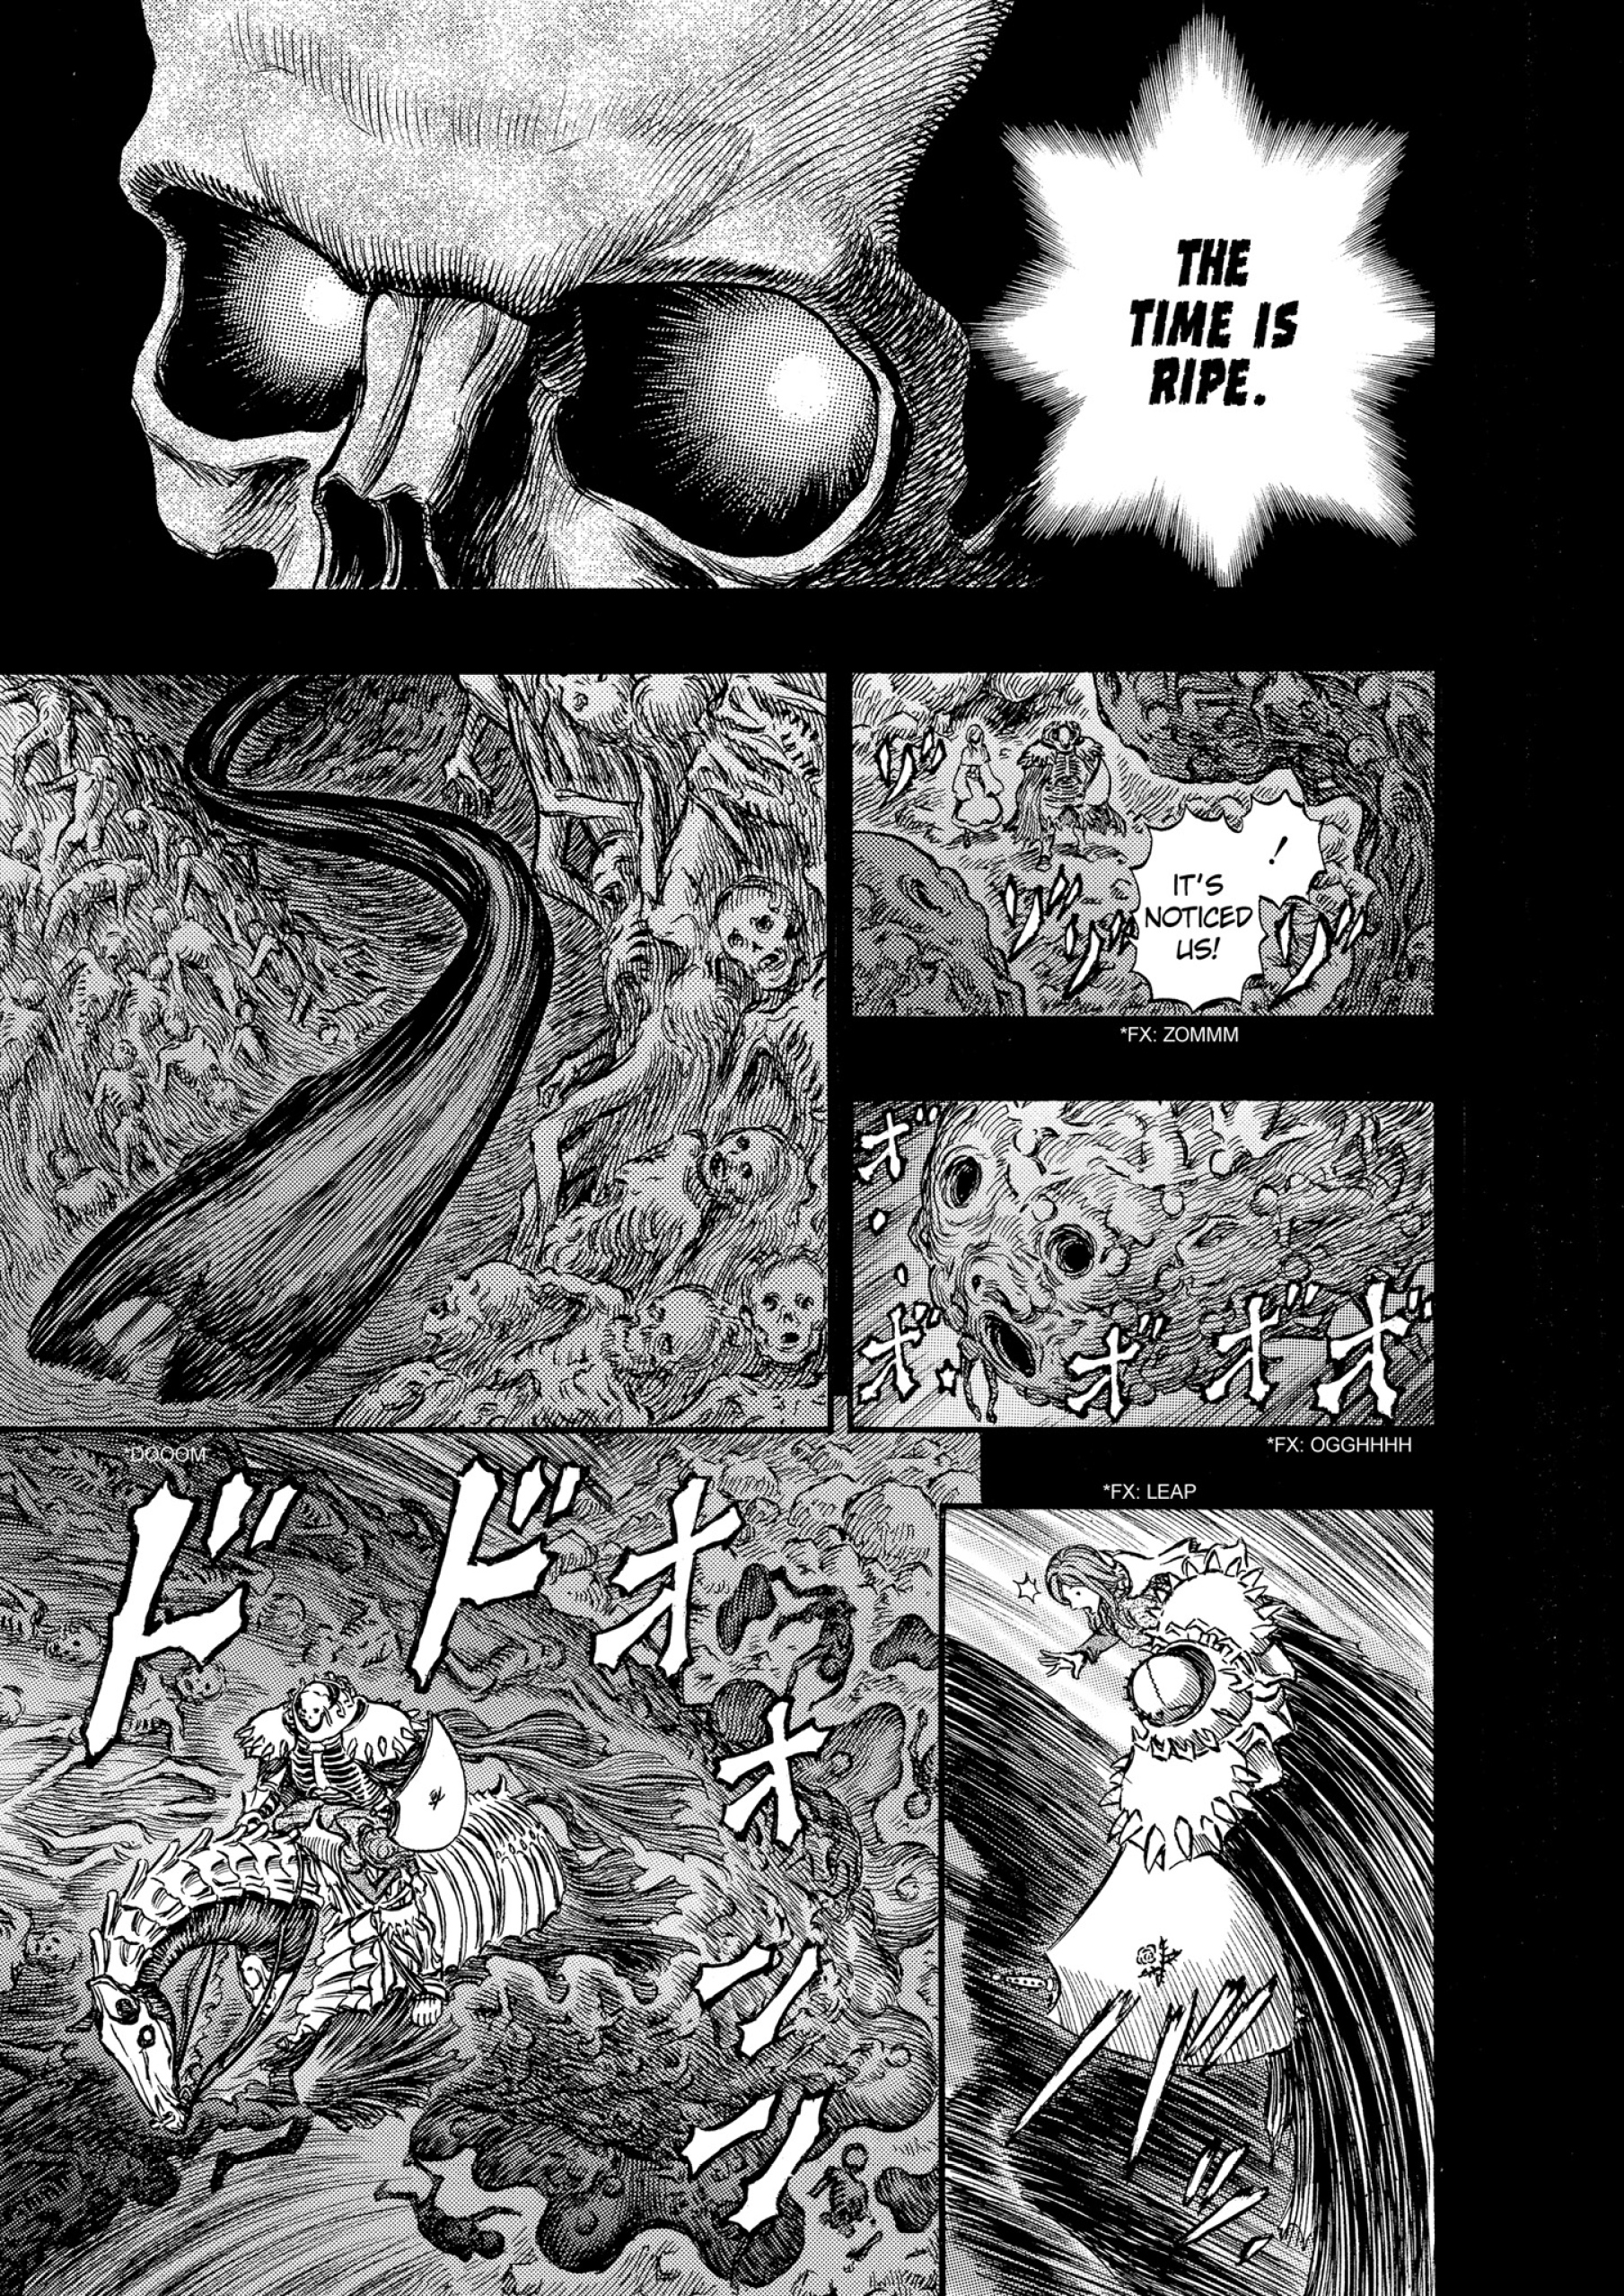 THE
TIME IS
RIPE.
!
IT'S
NOTICED
US!
*FX: ZOMMM
オ゛
オ゛
オ゛
オ゛
オ゛
*FX: OGGHHHH
*FX: LEAP
*DOOOM
ド
ド
オ
オ
ン
ン